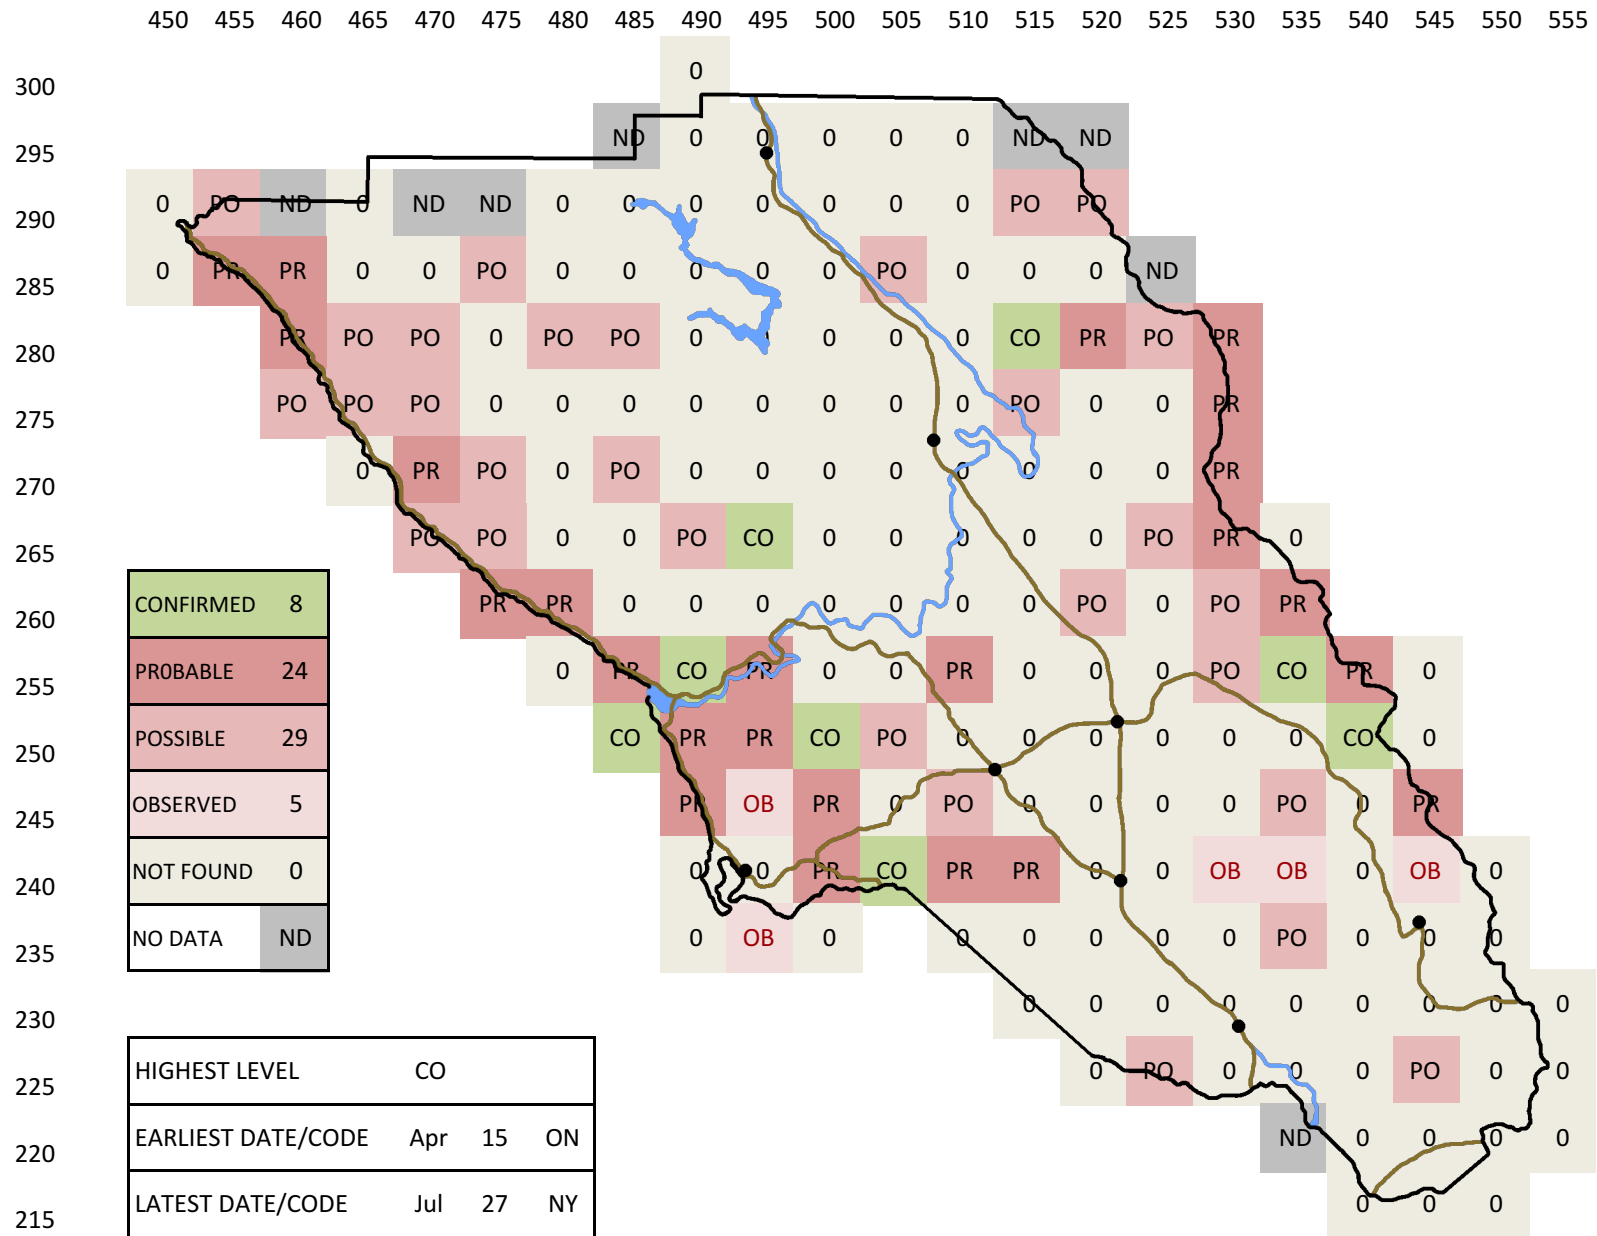 450 455 460 465 470 475 480 485 490 495 500 505 510 515 520 525 530 535 540 545 550 555
0
300
ND 0 0 0 0 0 ND ND
295
0 PO ND 0 ND ND 0 0 0 0 0 0 0 PO PO
290
0 PR PR 0 0 PO 0 0 0 0 0 PO 0 0 0 ND
285
PR PO PO 0 PO PO 0 0 0 0 0 CO PR PO PR
280
PO PO PO 0 0 0 0 0 0 0 0 PO 0 0 PR
275
0 PR PO 0 PO 0 0 0 0 0 0 0 0 PR
270
PO PO 0 0 PO CO 0 0 0 0 0 PO PR 0
265
CONFIRMED 8 PR PR 0 0 0 0 0 0 0 PO 0 PO PR
260
PR0BABLE 24 0 PR CO PR 0 0 PR 0 0 0 PO CO PR 0
255
POSSIBLE 29 CO PR PR CO PO 0 0 0 0 0 0 CO 0
250
OBSERVED 5 PR OB PR 0 PO 0 0 0 0 PO 0 PR
245
NOT FOUND 0 0 0 PR CO PR PR 0 0 OB OB 0 OB 0
240
NO DATA ND 0 OB 0 0 0 0 0 0 PO 0 0 0
235
0 0 0 0 0 0 0 0 0
230
HIGHEST LEVEL CO 0 PO 0 0 0 PO 0 0
225
EARLIEST DATE/CODE Apr 15 ON ND 0 0 0 0
220
LATEST DATE/CODE Jul 27 NY 0 0 0
215